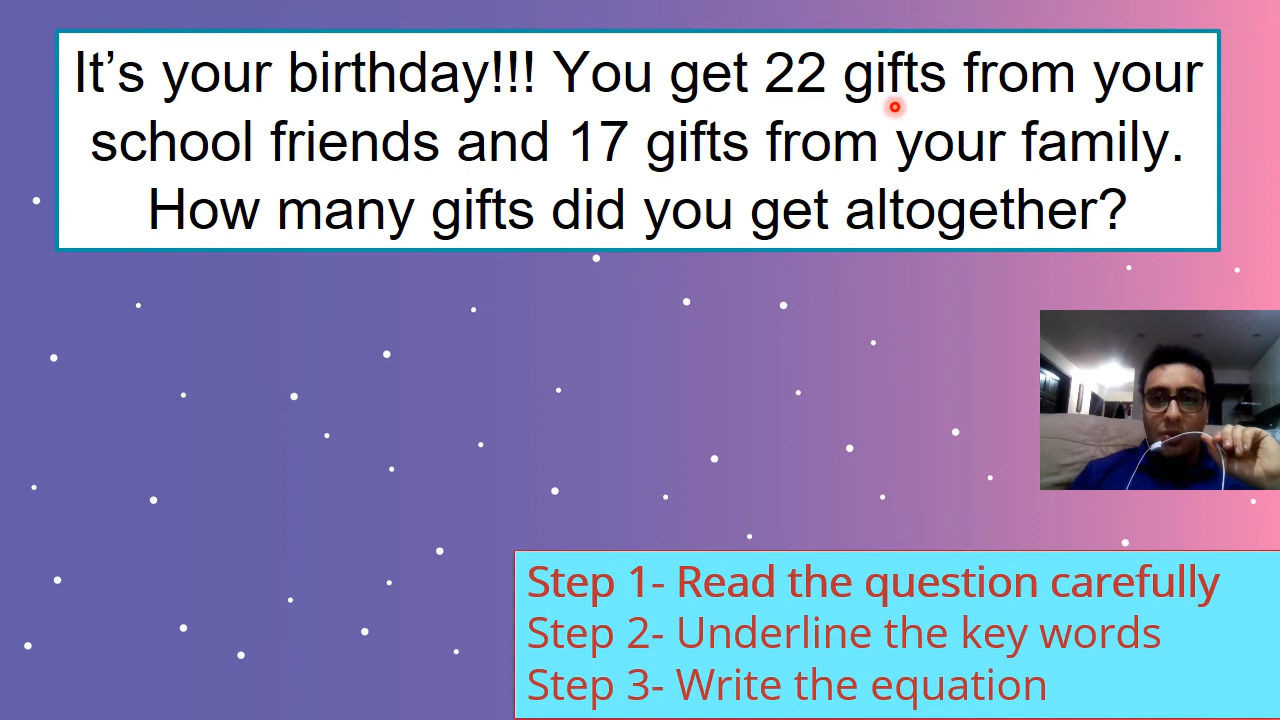 It’s your birthday!!! You get 22 gifts from your
school friends and 17 gifts from your family.
How many gifts did you get altogether?
Step 1- Read the question carefully
Step 2- Underline the key words
Step 3- Write the equation